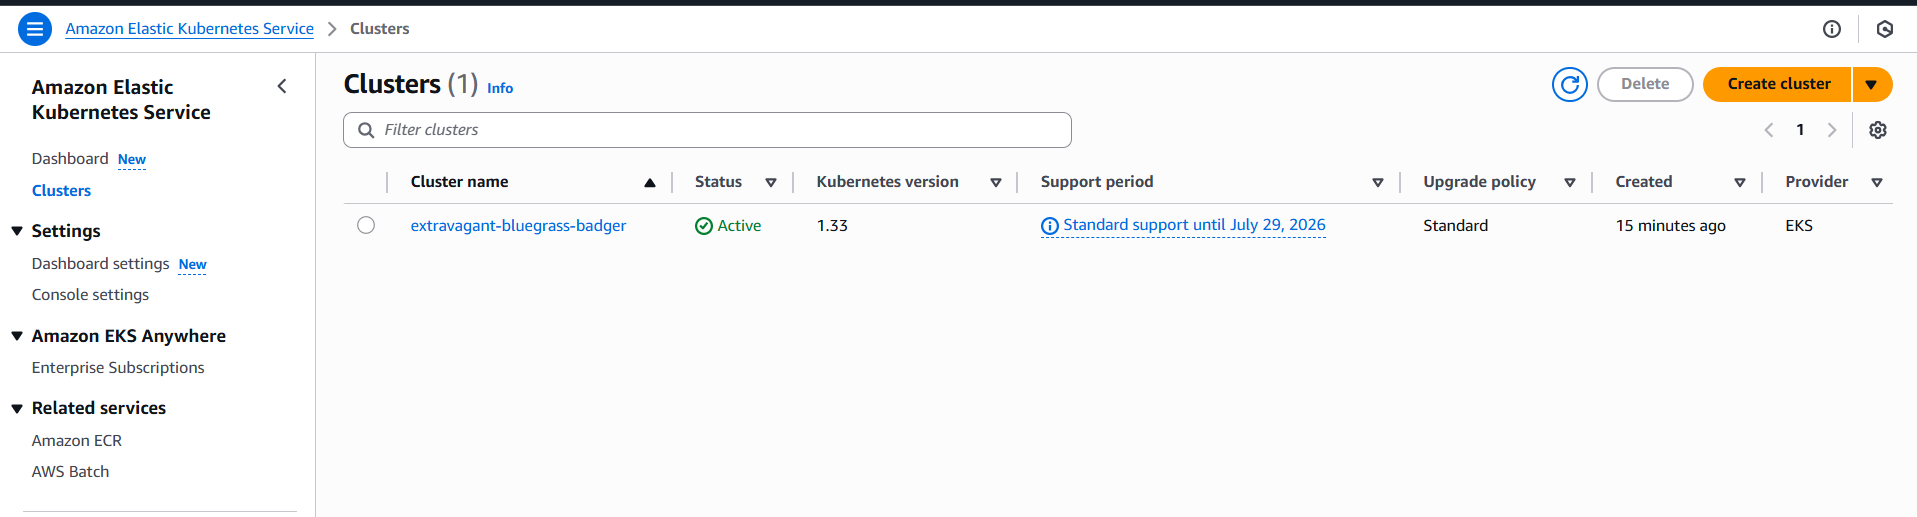 Amazon Elastic Kubernetes Service > Clusters
Amazon Elastic
Kubernetes Service
Dashboard New
Clusters
Settings
Dashboard settings New
Console settings
Amazon EKS Anywhere
Enterprise Subscriptions
Related services
Amazon ECR
AWS Batch
Clusters (1) Info
Delete
Create cluster
Filter clusters
1
Cluster name Status Kubernetes version Support period Upgrade policy Created Provider
extravagant-bluegrass-badger Active 1.33 Standard support until July 29, 2026 Standard 15 minutes ago EKS